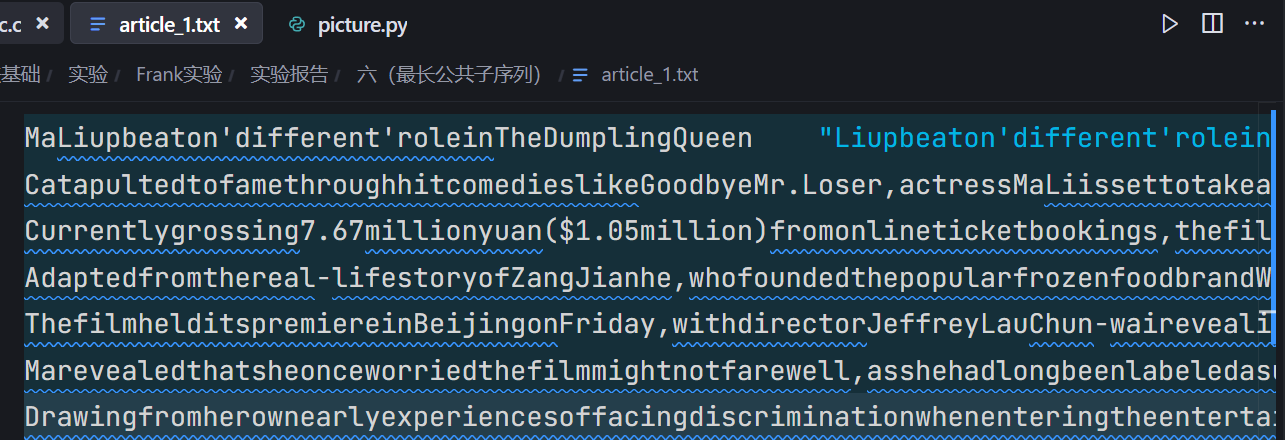 c.c × article_1.txt × picture.py
基础 / 实验 / Frank实验 / 实验报告 / 六（最长公共子序列） / article_1.txt
MaLiupbeaton'different'roleinTheDumplingQueen "Liupbeaton'different'rolein
CatapultedtofamethroughhitcomedieslikeGoodbyeMr.Loser,actressMaLiissettotakea
Currentlygrossing7.67millionyuan($1.05million)fromonlineticketbookings,thefil
Adaptedfromthereal-lifestoryofZangJianhe,whofoundedthepopularfrozenfoodbrandW
ThefilmhelditspremiereinBeijingonFriday,withdirectorJeffreyLauChun-waireveali
Marevealedthatsheonceworriedthefilmmightnotfarewell,asshehadlongbeenlabeledasu
Drawingfromherownearlyexperiencesoffacingdiscriminationwhenenteringtheenterta